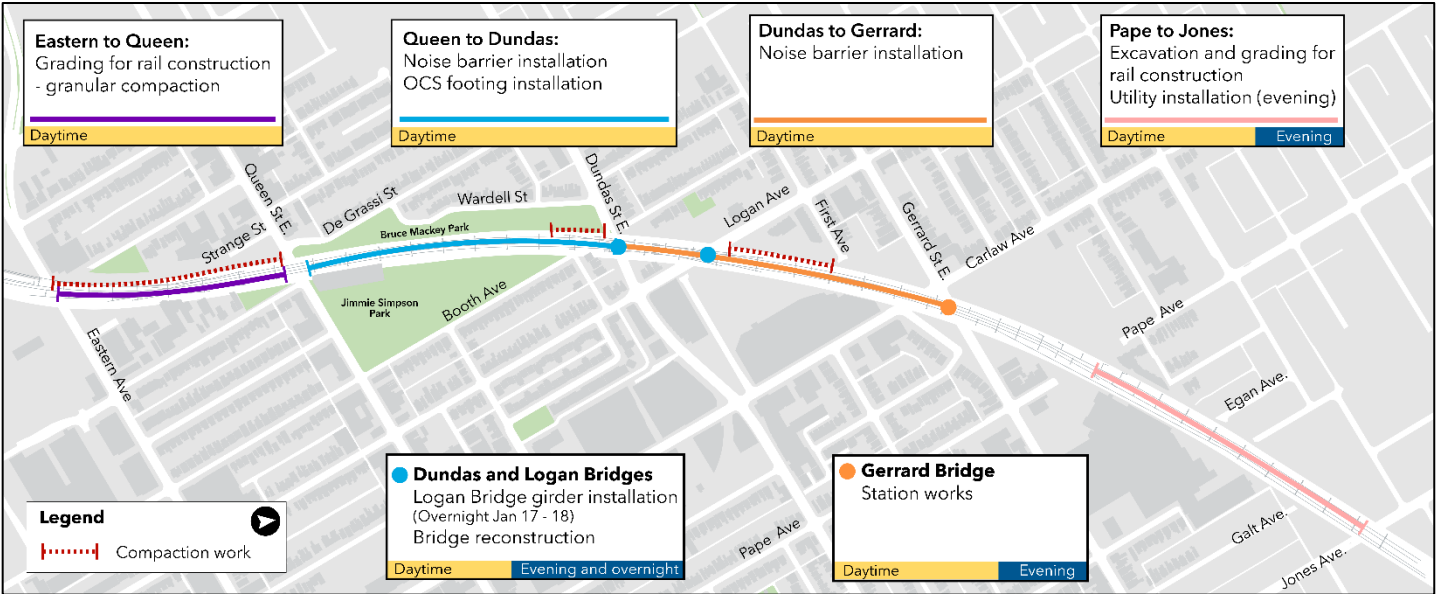 Eastern to Queen:
Grading for rail construction
- granular compaction
Daytime
Queen to Dundas:
Noise barrier installation
OCS footing installation
Daytime
Dundas to Gerrard:
Noise barrier installation
Daytime
Pape to Jones:
Excavation and grading for
rail construction
Utility installation (evening)
Daytime
Evening
Queen St E.
De Grassi St
Wardell St
Dundas St E.
Logan Ave
First Ave
Gerrard St E.
Carlaw Ave
Strange St
Bruce Mackey Park
Jimmie Simpson
Park
Booth Ave
Eastern Ave
Pape Ave
Egan Ave.
Galt Ave.
Jones Ave.
Pape Ave
Dundas and Logan Bridges
Logan Bridge girder installation
(Overnight Jan 17 - 18)
Bridge reconstruction
Daytime
Evening and overnight
Gerrard Bridge
Station works
Daytime
Evening
Legend
Compaction work